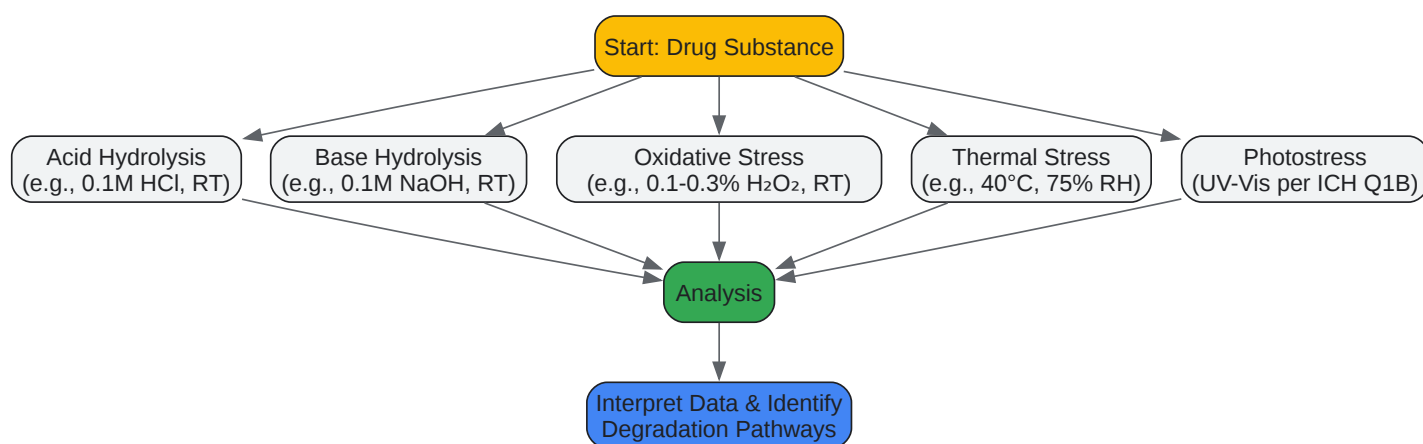 Start: Drug Substance
Acid Hydrolysis
(e.g., 0.1M HCl, RT)
Base Hydrolysis
(e.g., 0.1M NaOH, RT)
Oxidative Stress
(e.g., 0.1-0.3% H₂O₂, RT)
Thermal Stress
(e.g., 40°C, 75% RH)
Photostress
(UV-Vis per ICH Q1B)
Analysis
Interpret Data & Identify
Degradation Pathways